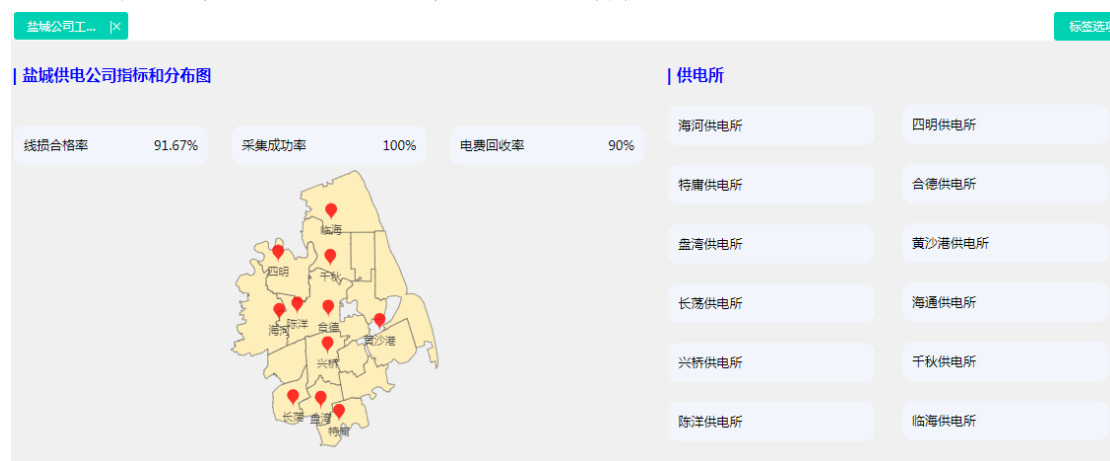 盐城公司工... |×
标签选项
盐城供电公司指标和分布图
线损合格率 91.67%
采集成功率 100%
电费回收率 90%
临海
四明
千秋
海河
陈洋
合德
黄沙港
兴桥
长荡
盘湾
特庸
供电所
海河供电所
四明供电所
特庸供电所
合德供电所
盘湾供电所
黄沙港供电所
长荡供电所
海通供电所
兴桥供电所
千秋供电所
陈洋供电所
临海供电所